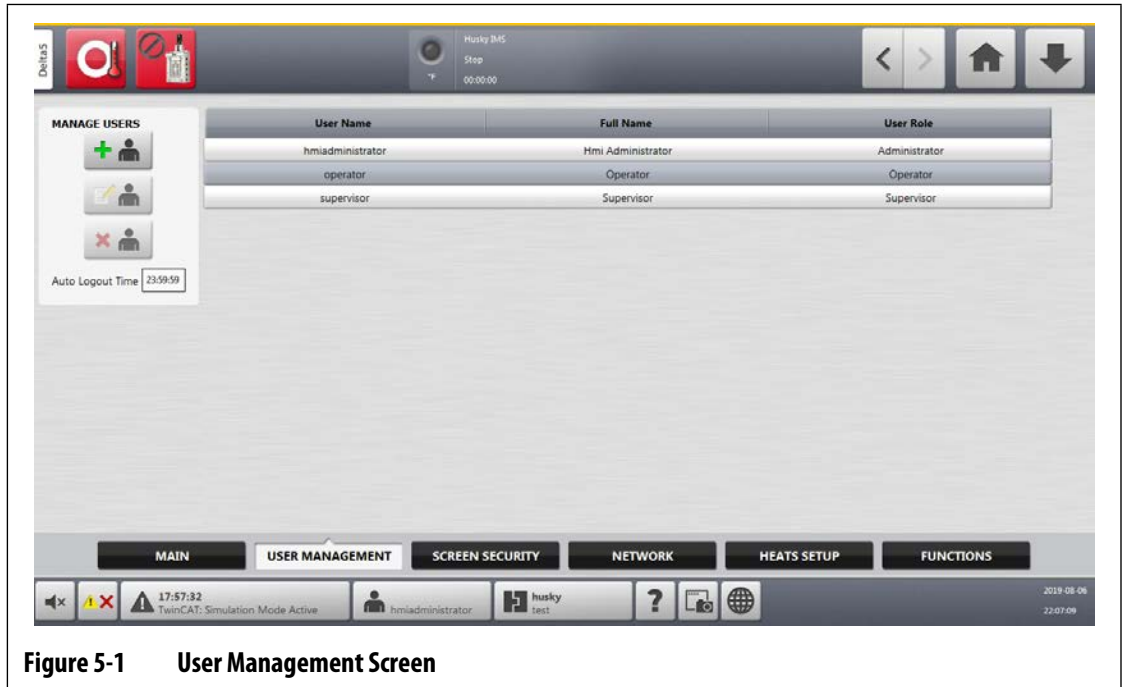 DeltaS
Husky IMS
Stop
°F 00:00:00
MANAGE USERS
Auto Logout Time 23:59:59
User Name Full Name User Role
hmiadministrator Hmi Administrator Administrator
operator Operator Operator
supervisor Supervisor Supervisor
MAIN USER MANAGEMENT SCREEN SECURITY NETWORK HEATS SETUP FUNCTIONS
17:57:32
TwinCAT: Simulation Mode Active
hmiadministrator
husky
test
?
2019-08-06
22:07:09
Figure 5-1 User Management Screen